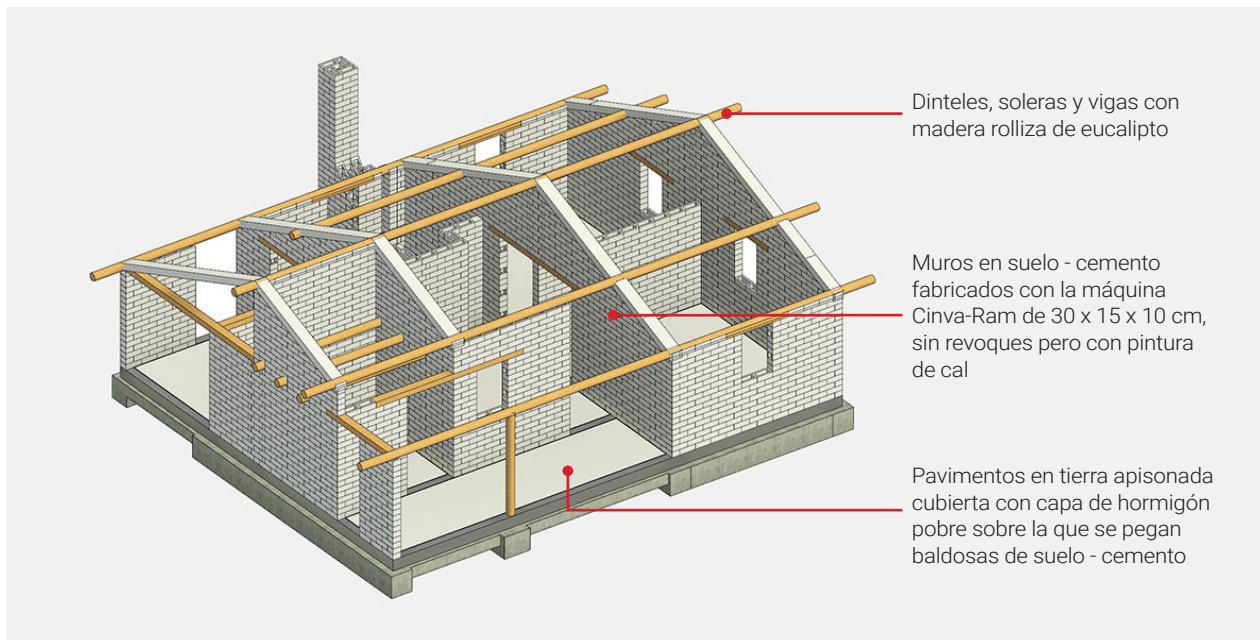 Dinteles, soleras y vigas con
madera rolliza de eucalipto
Muros en suelo - cemento
fabricados con la máquina
Cinva-Ram de 30 x 15 x 10 cm,
sin revoques pero con pintura
de cal
Pavimentos en tierra apisonada
cubierta con capa de hormigón
pobre sobre la que se pegan
baldosas de suelo - cemento